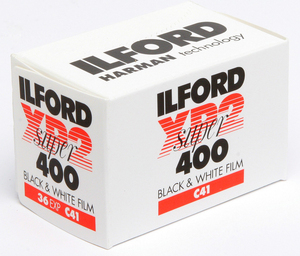 ILFORD
HARMAN technology
ILFORD
XP2
super
400
BLACK & WHITE FILM
36 EXP C41
ILFORD
XP2
super
400
BLACK & WHITE FILM
C41